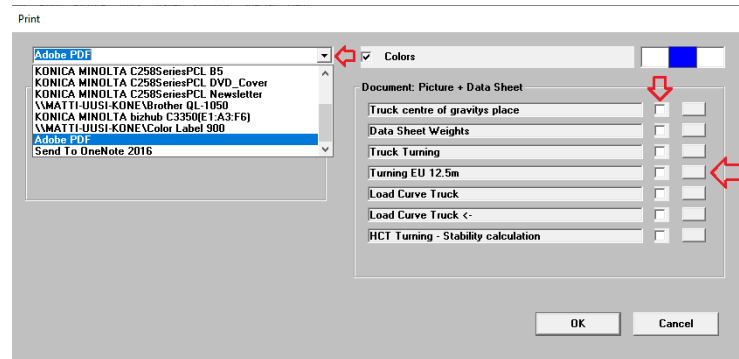 Print
Adobe PDF
Colors
KONICA MINOLTA C258SeriesPCL B5
KONICA MINOLTA C258SeriesPCL DVD_Cover
KONICA MINOLTA C258SeriesPCL Newsletter
\\MATTI-UUSI-KONE\Brother QL-1050
KONICA MINOLTA bizhub C3350(E1:A3:F6)
\\MATTI-UUSI-KONE\Color Label 900
Adobe PDF
Send To OneNote 2016
Document: Picture + Data Sheet
Truck centre of gravitys place
Data Sheet Weights
Truck Turning
Turning EU 12.5m
Load Curve Truck
Load Curve Truck <-
HCT Turning - Stability calculation
OK
Cancel